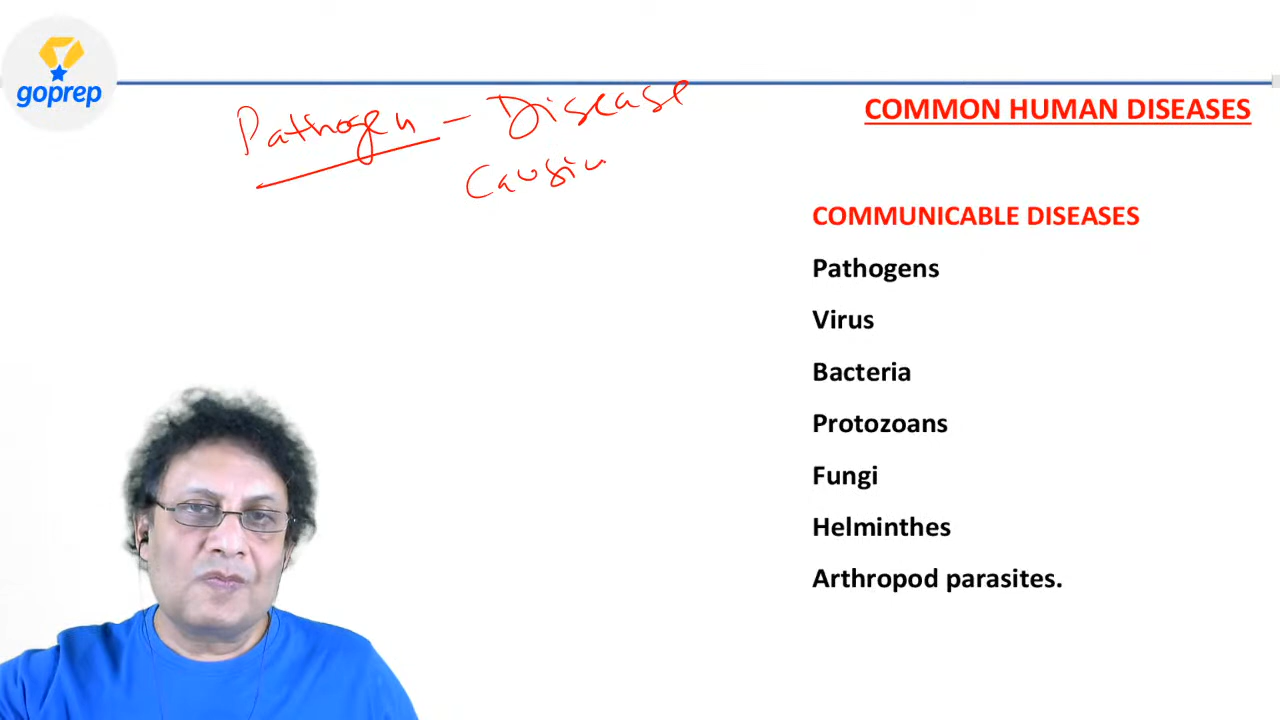 goprep
Pathogen - Disease
Causin
COMMON HUMAN DISEASES
COMMUNICABLE DISEASES
Pathogens
Virus
Bacteria
Protozoans
Fungi
Helminthes
Arthropod parasites.